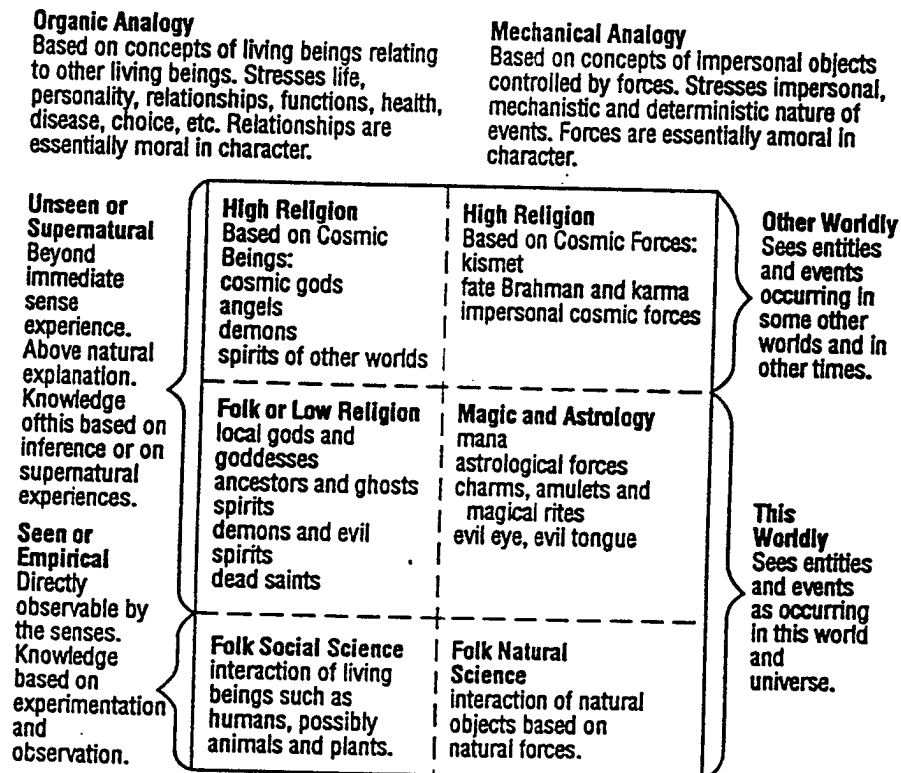 Organic Analogy
Based on concepts of living beings relating
to other living beings. Stresses life,
personality, relationships, functions, health,
disease, choice, etc. Relationships are
essentially moral in character.
Mechanical Analogy
Based on concepts of impersonal objects
controlled by forces. Stresses impersonal,
mechanistic and deterministic nature of
events. Forces are essentially amoral in
character.
Unseen or
Supernatural
Beyond
immediate
sense
experience.
Above natural
explanation.
Knowledge
ofthis based on
inference or on
supernatural
experiences.
Seen or
Empirical
Directly
observable by
the senses.
Knowledge
based on
experimentation
and
observation.
High Religion
Based on Cosmic
Beings:
cosmic gods
angels
demons
spirits of other worlds
High Religion
Based on Cosmic Forces:
kismet
fate Brahman and karma
impersonal cosmic forces
Folk or Low Religion
local gods and
goddesses
ancestors and ghosts
spirits
demons and evil
spirits
dead saints
Magic and Astrology
mana
astrological forces
charms, amulets and
magical rites
evil eye, evil tongue
Folk Social Science
interaction of living
beings such as
humans, possibly
animals and plants.
Folk Natural
Science
interaction of natural
objects based on
natural forces.
Other Worldly
Sees entities
and events
occurring in
some other
worlds and in
other times.
This
Worldly
Sees entities
and events
as occurring
in this world
and
universe.